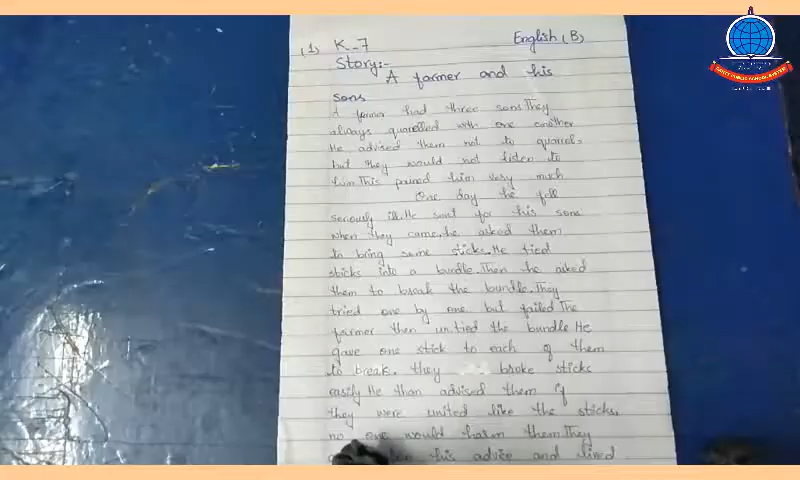 (1) K-7 English (B)
Story:-
A farmer and his
sons
A farmer had three sons They
always quarrelled with one another
He advised them not to quarrel.
but they would not listen to
him This pained him very much
One day he fell
seriously ill. He sent for his sons
when they came. he asked them
to bring some sticks. He tied
sticks into a bundle. Then he asked
them to break the bundle. They
tried one by one but failed The
farmer then un tied the bundle He
gave one stick to each of them
to break. they broke sticks
easily He than advised them if
they were united like the sticks.
no one would harm them They
his advice and lived